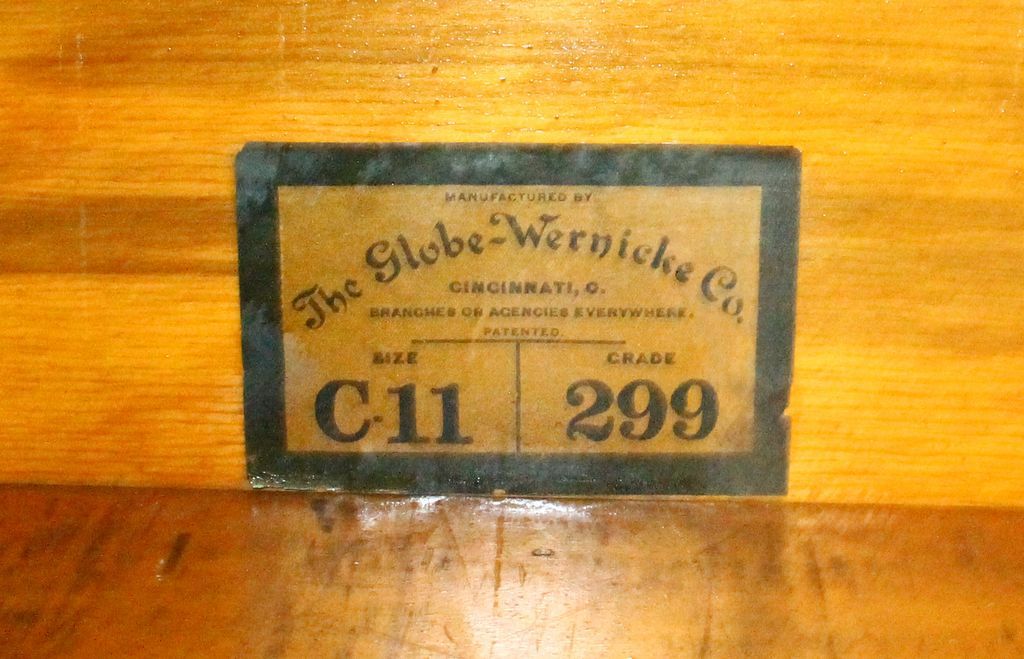 MANUFACTURED BY
The Globe-Wernicke Co.
CINCINNATI, O.
BRANCHES OR AGENCIES EVERYWHERE.
PATENTED.
SIZE GRADE
C-11 299